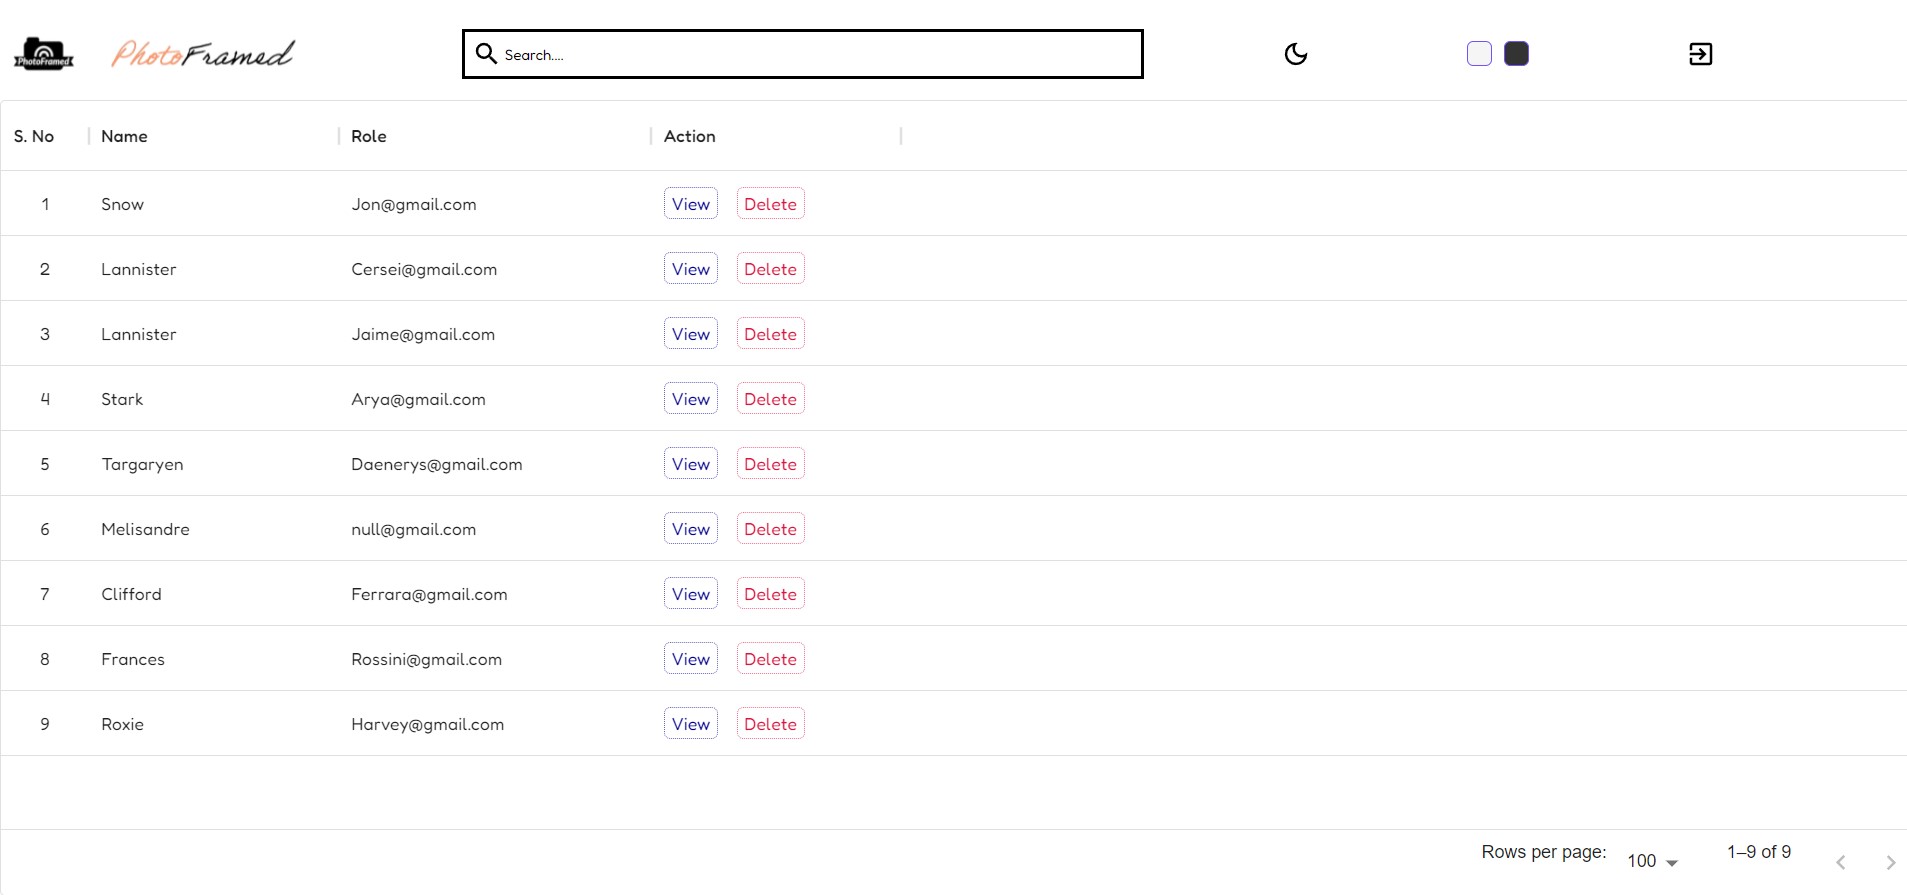 PhotoFramed PhotoFramed Search....
S. No Name Role Action
1 Snow Jon@gmail.com View Delete
2 Lannister Cersei@gmail.com View Delete
3 Lannister Jaime@gmail.com View Delete
4 Stark Arya@gmail.com View Delete
5 Targaryen Daenerys@gmail.com View Delete
6 Melisandre null@gmail.com View Delete
7 Clifford Ferrara@gmail.com View Delete
8 Frances Rossini@gmail.com View Delete
9 Roxie Harvey@gmail.com View Delete
Rows per page: 100 1–9 of 9